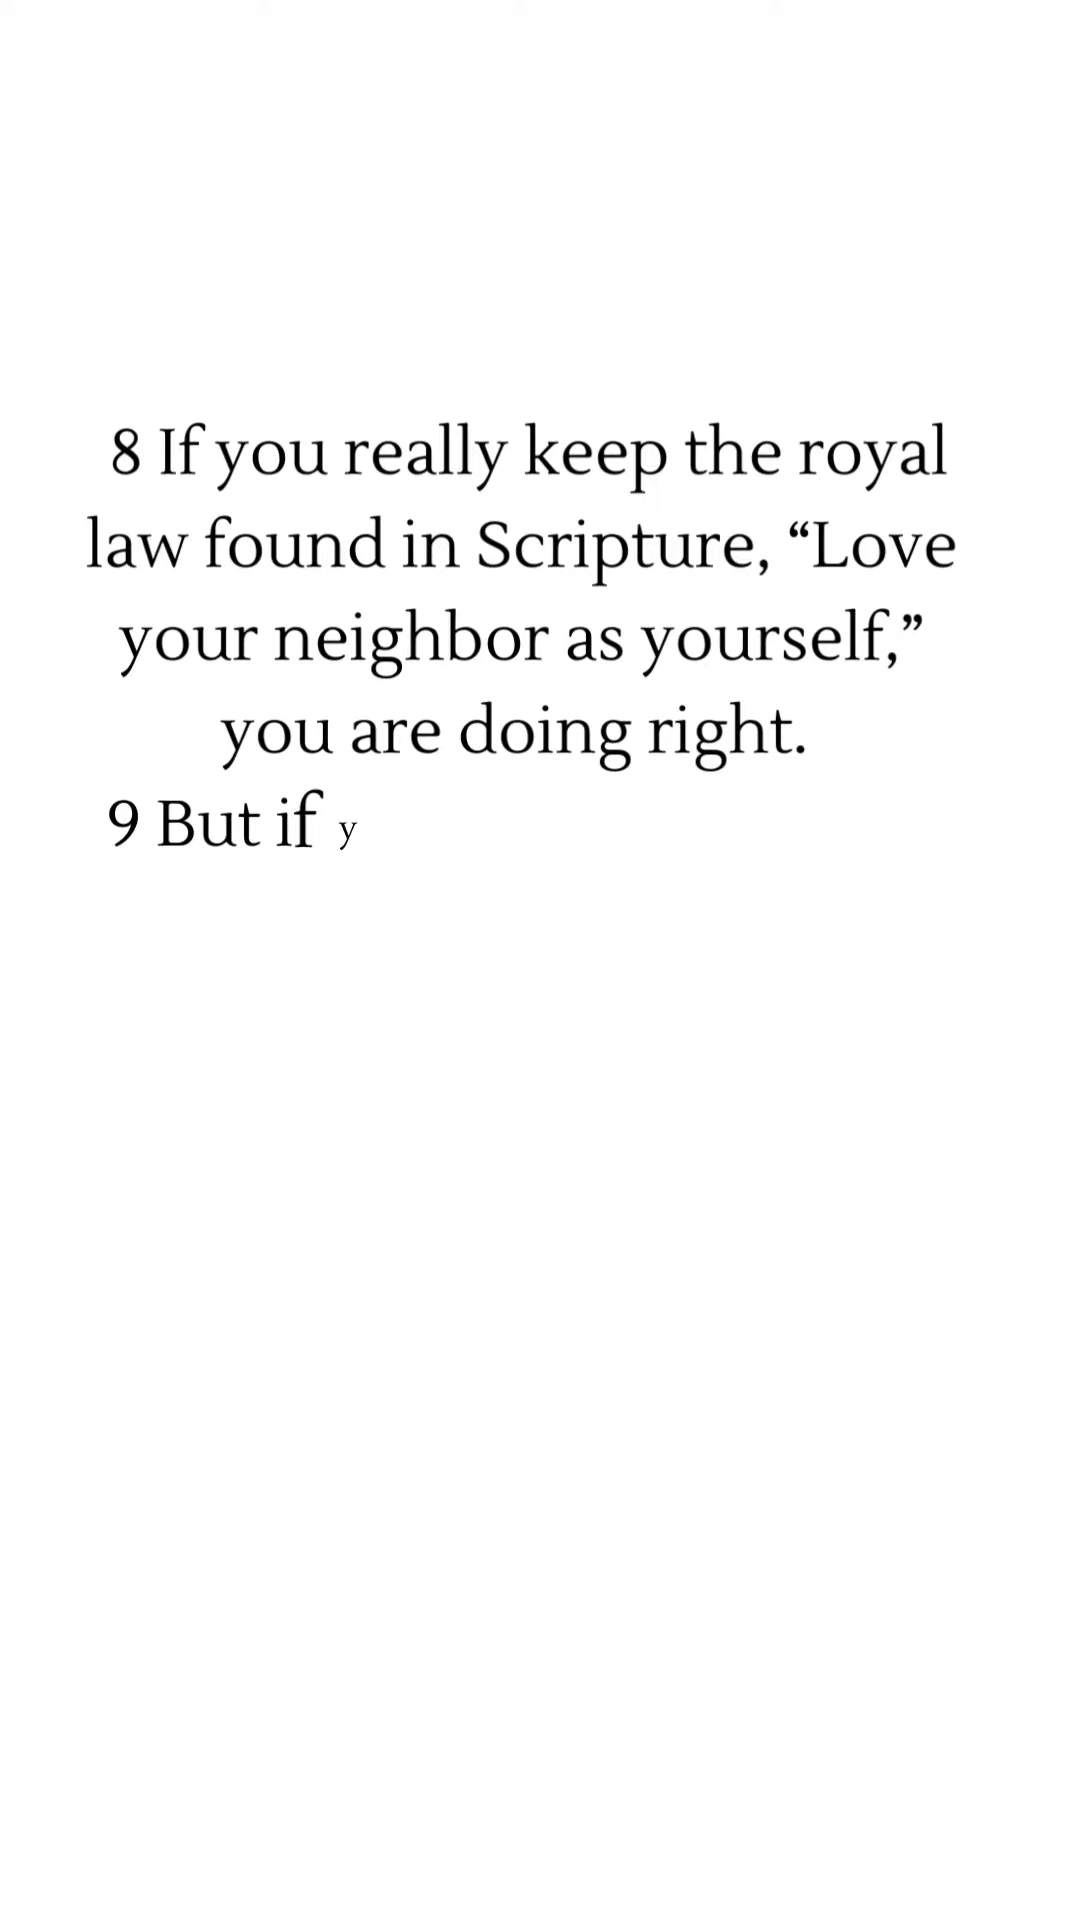 8 If you really keep the royal
law found in Scripture, “Love
your neighbor as yourself,”
you are doing right.
9 But if y